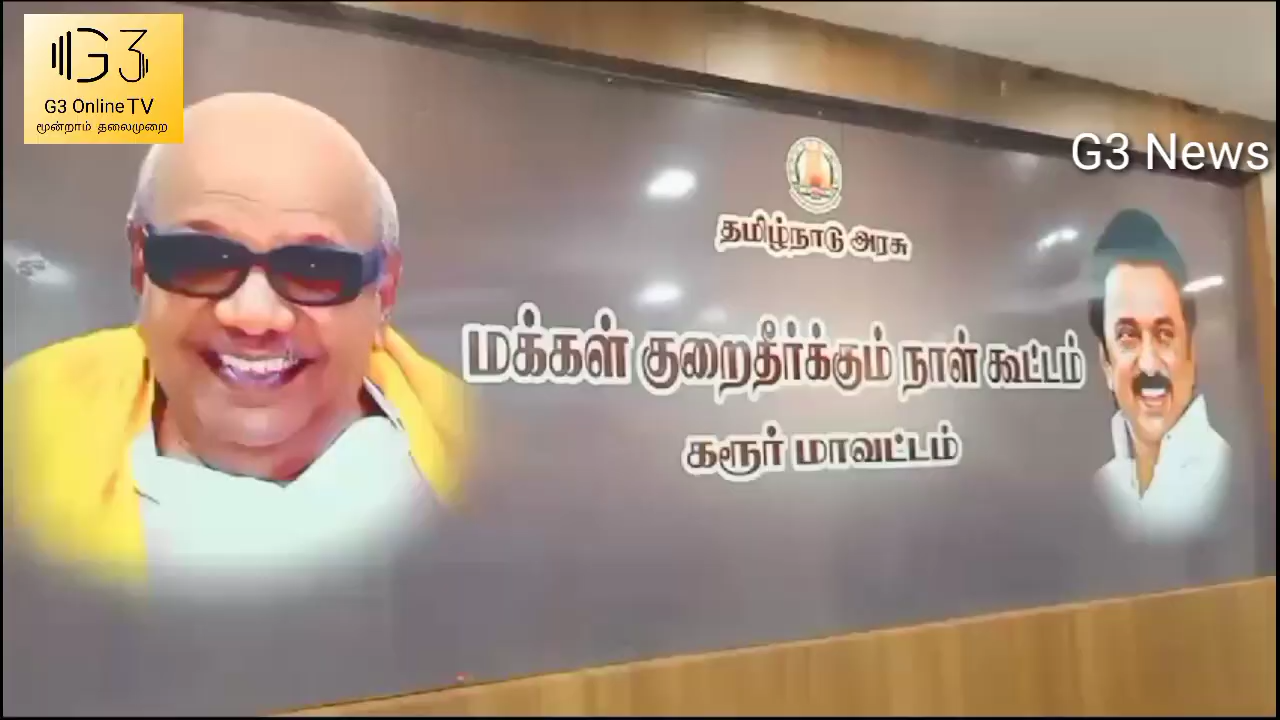 G3
G3 Online TV
மூன்றாம் தலைமுறை
G3 News
தமிழ்நாடு அரசு
மக்கள் குறைதீர்க்கும் நாள் கூட்டம்
கரூர் மாவட்டம்